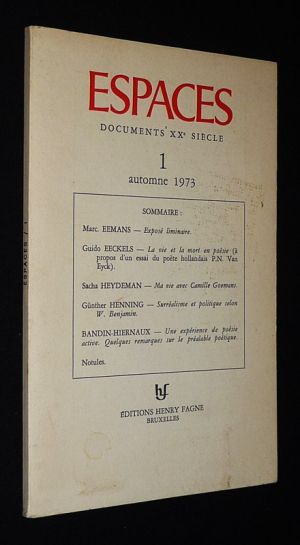 ESPACES
DOCUMENTS XXe SIÈCLE
1
automne 1973
SOMMAIRE :
Marc. EEMANS — Exposé liminaire.
Guido EECKELS — La vie et la mort en poésie (à
propos d'un essai du poète hollandais P.N. Van
Eyck).
Sacha HEYDEMAN — Ma vie avec Camille Goemans.
Günther HENNING — Surréalisme et politique selon
W. Benjamin.
BANDIN-HIERNAUX — Une expérience de poésie
active. Quelques remarques sur le préalable poétique.
Notules.
hf
ÉDITIONS HENRY FAGNE
BRUXELLES
ESPACES / 1